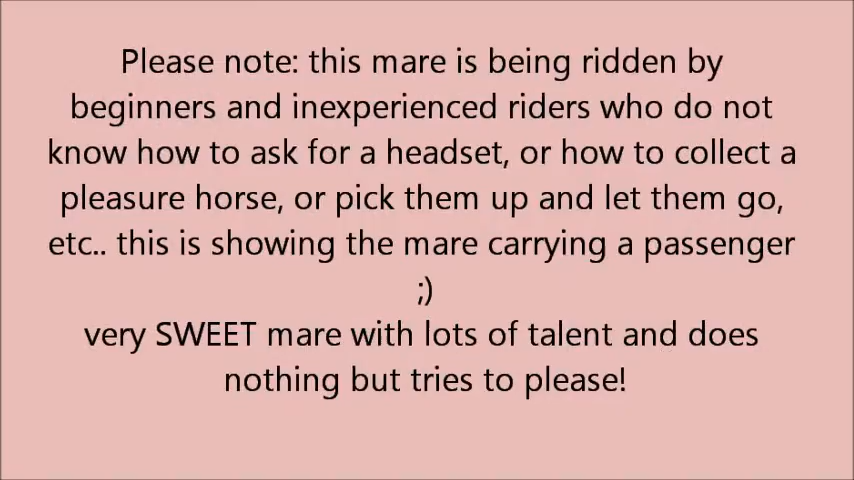 Please note: this mare is being ridden by
beginners and inexperienced riders who do not
know how to ask for a headset, or how to collect a
pleasure horse, or pick them up and let them go,
etc.. this is showing the mare carrying a passenger
;)
very SWEET mare with lots of talent and does
nothing but tries to please!